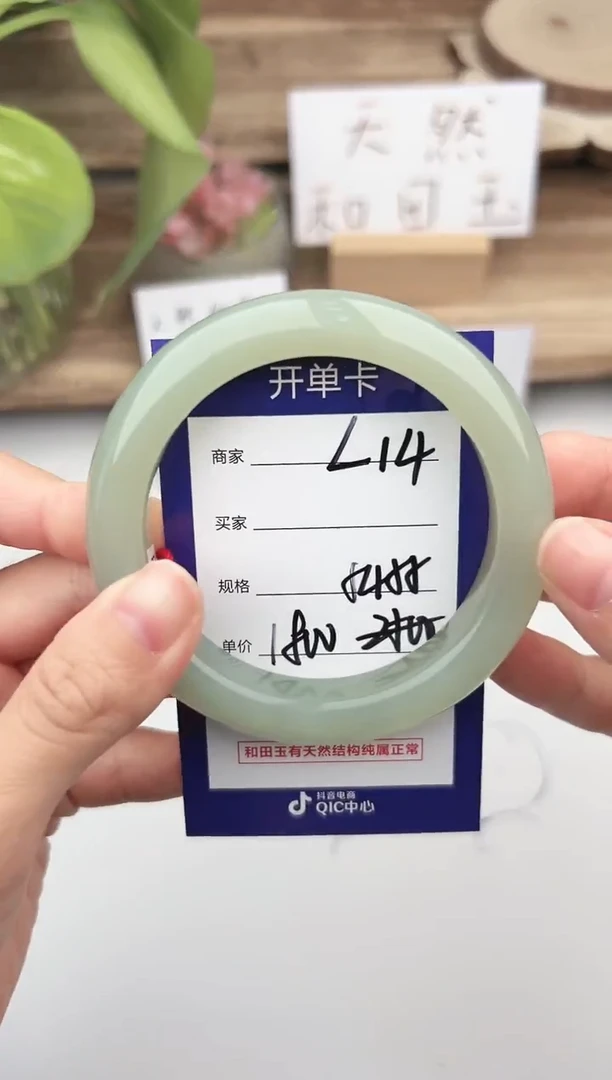 天然
和田玉
开单卡
商家 L14
买家
规格
单价 1800
和田玉有天然结构纯属正常
抖音电商
QIC中心